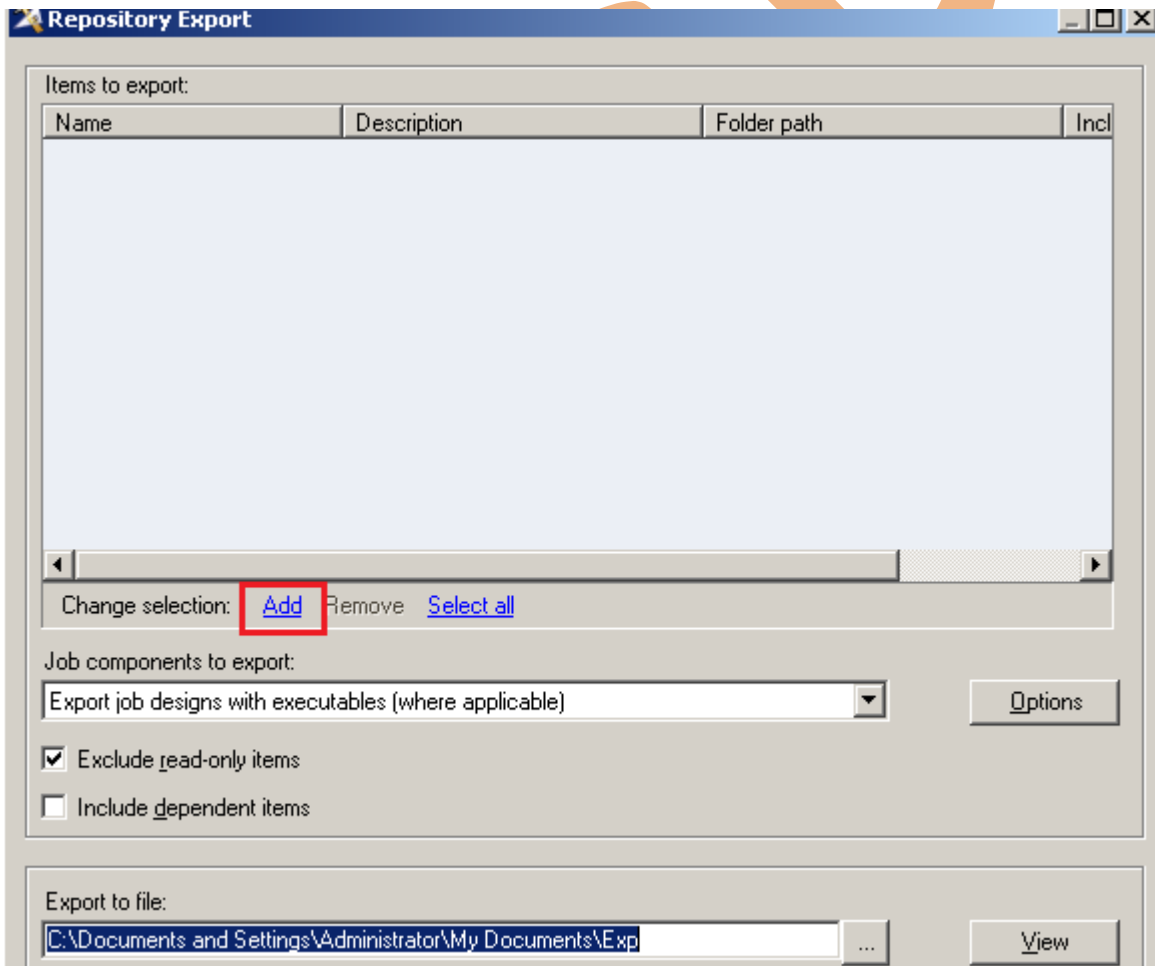 Repository Export
Items to export:
Name Description Folder path Incl
Change selection: Add Remove Select all
Job components to export:
Export job designs with executables (where applicable) Options
Exclude read-only items
Include dependent items
Export to file:
C:\Documents and Settings\Administrator\My Documents\Exp ... View